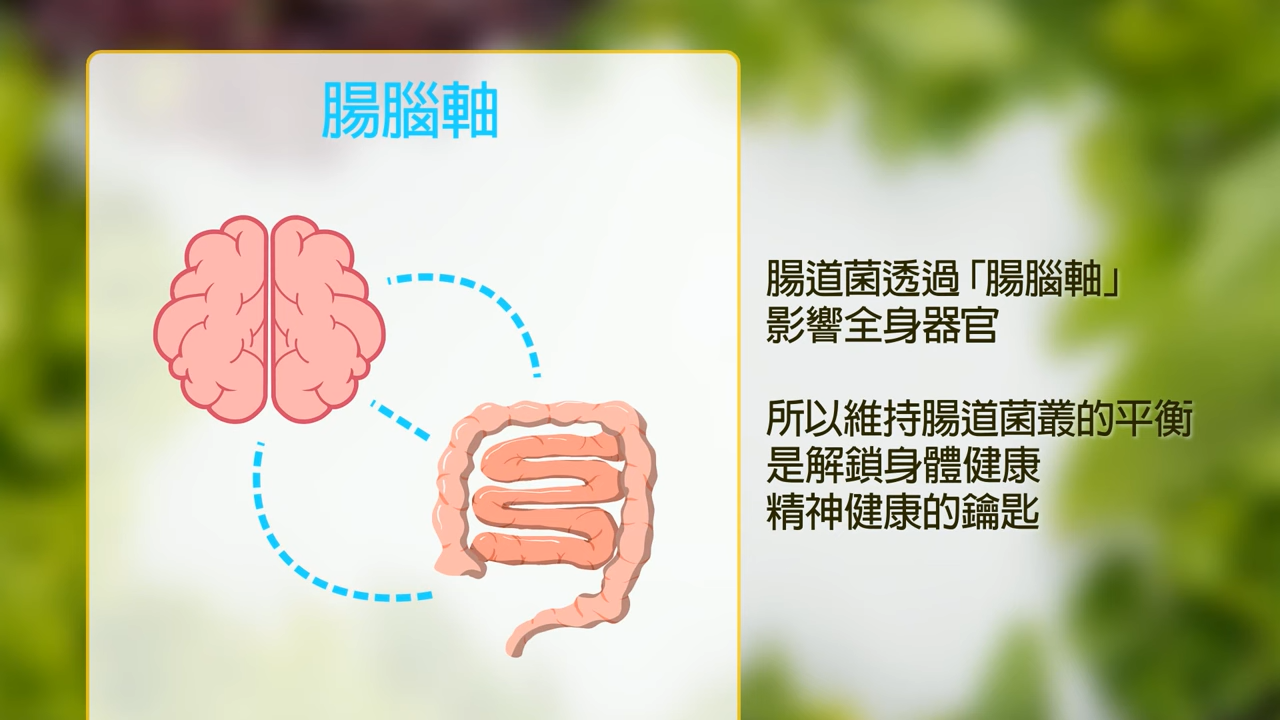 腸腦軸
腸道菌透過「腸腦軸」
影響全身器官
所以維持腸道菌叢的平衡
是解鎖身體健康
精神健康的鑰匙